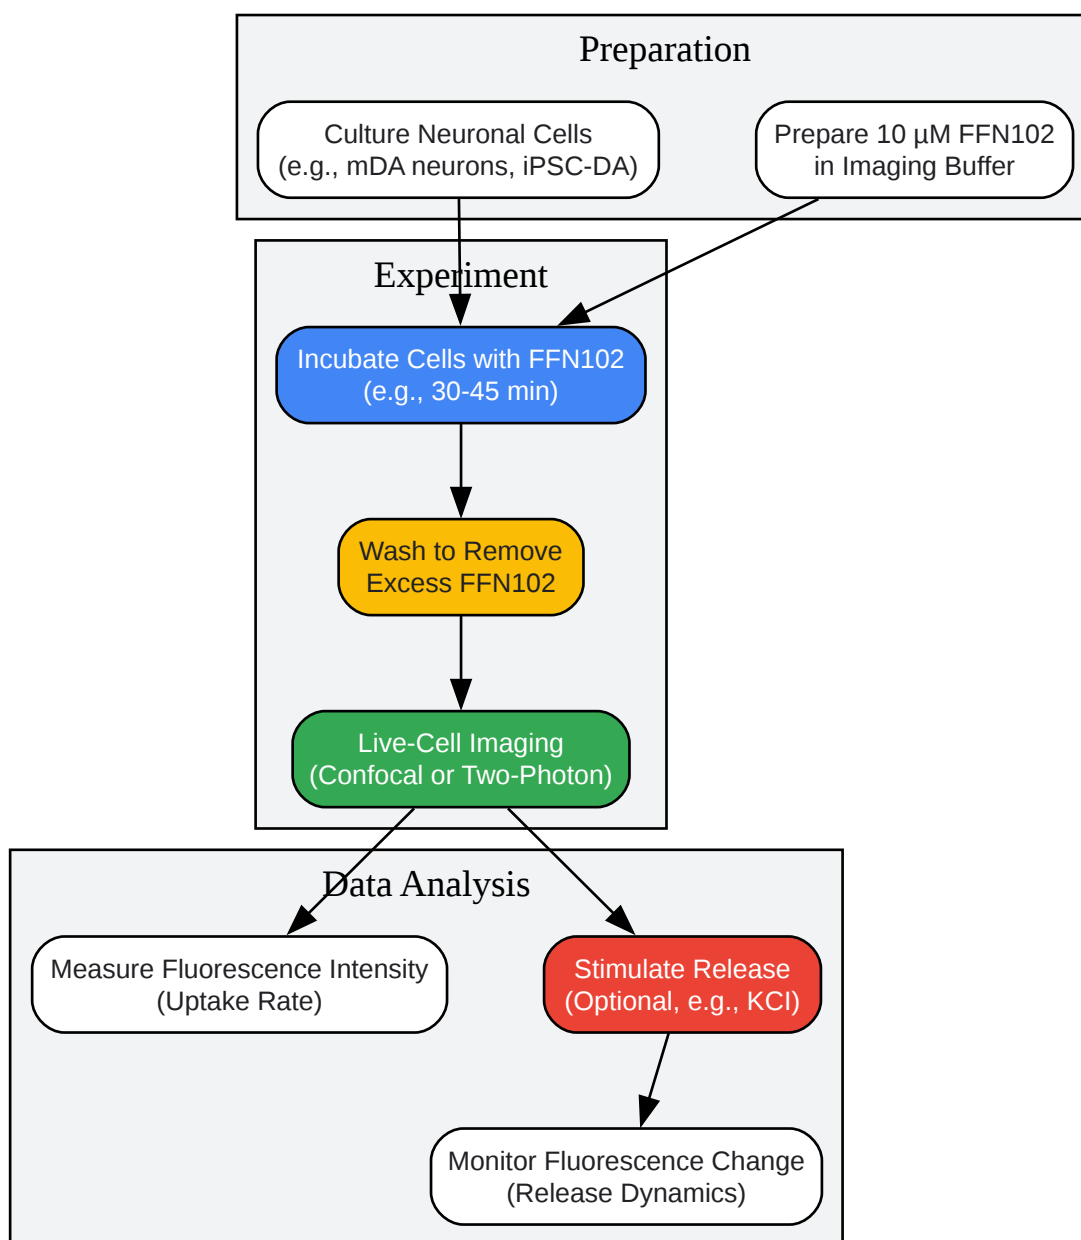 Preparation
Culture Neuronal Cells
(e.g., mDA neurons, iPSC-DA)
Prepare 10 µM FFN102
in Imaging Buffer
Experiment
Incubate Cells with FFN102
(e.g., 30-45 min)
Wash to Remove
Excess FFN102
Live-Cell Imaging
(Confocal or Two-Photon)
Data Analysis
Measure Fluorescence Intensity
(Uptake Rate)
Stimulate Release
(Optional, e.g., KCl)
Monitor Fluorescence Change
(Release Dynamics)